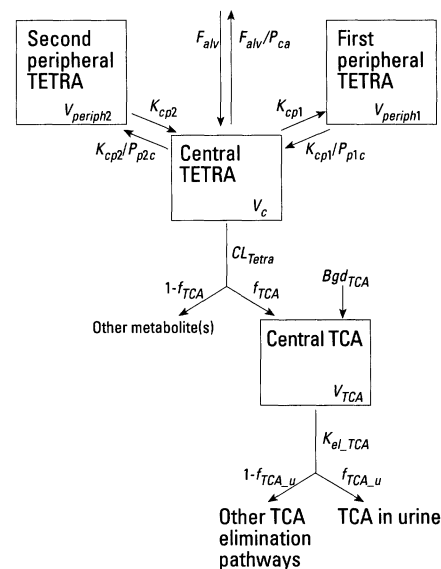 Second
peripheral
TETRA
V_periph2
F_alv
F_alv/P_ca
First
peripheral
TETRA
V_periph1
K_cp2
K_cp1
K_cp2/P_p2c
K_cp1/P_p1c
Central
TETRA
V_c
CL_Tetra
1-f_TCA
f_TCA
Bgd_TCA
Other metabolite(s)
Central TCA
V_TCA
K_el_TCA
1-f_TCA_u
f_TCA_u
Other TCA
elimination
pathways
TCA in urine